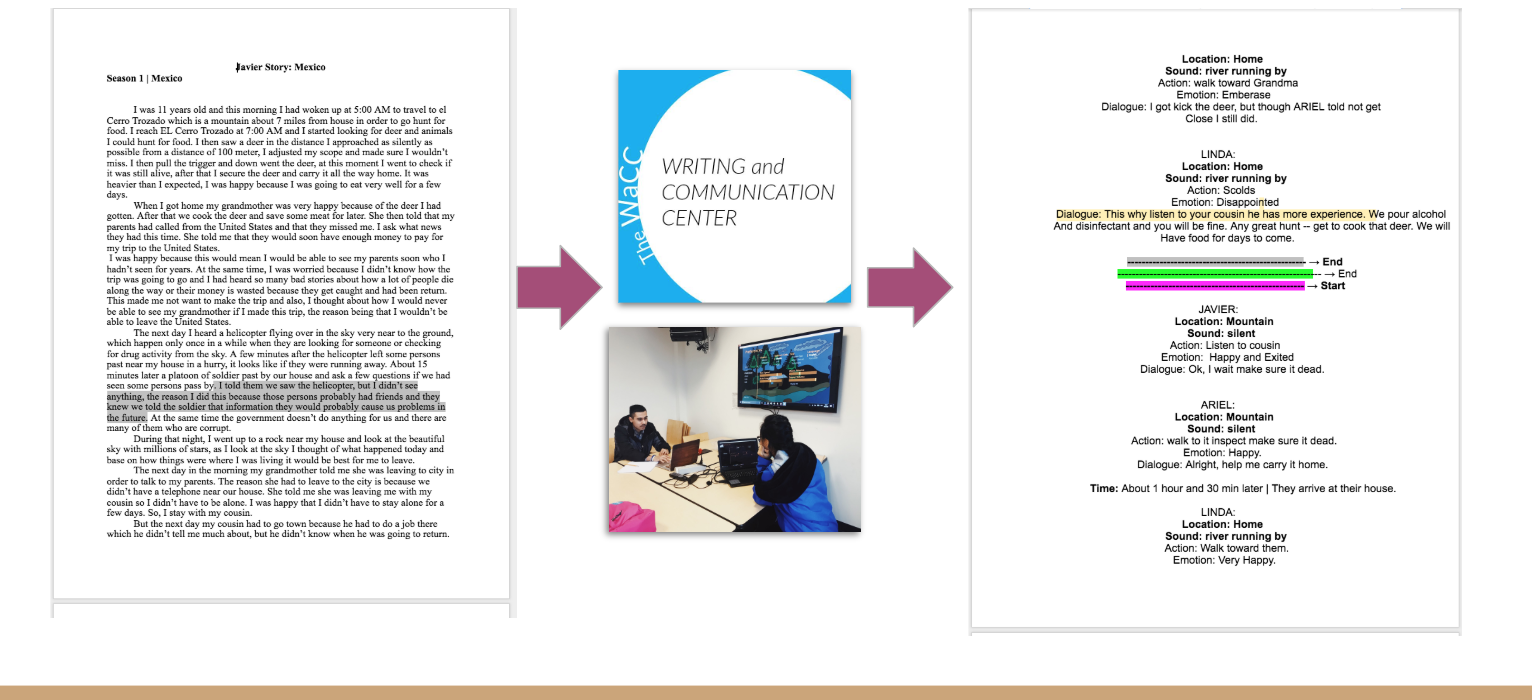 Javier Story: Mexico
Season 1 | Mexico
I was 11 years old and this morning I had woken up at 5:00 AM to travel to el
Cerro Trozado which is a mountain about 7 miles from house in order to go hunt for
food. I reach EL Cerro Trozado at 7:00 AM and I started looking for deer and animals
I could hunt for food. I then saw a deer in the distance I approached as silently as
possible from a distance of 100 meter, I adjusted my scope and made sure I wouldn't
miss. I then pull the trigger and down went the deer, at this moment I went to check if
it was still alive, after that I secure the deer and carry it all the way home. It was
heavier than I expected, I was happy because I was going to eat very well for a few
days.
When I got home my grandmother was very happy because of the deer I had
gotten. After that we cook the deer and save some meat for later. She then told that my
parents had called from the United States and that they missed me. I ask what news
they had this time. She told me that they would soon have enough money to pay for
my trip to the United States.
I was happy because this would mean I would be able to see my parents soon who I
hadn't seen for years. At the same time, I was worried because I didn't know how the
trip was going to go and I had heard so many bad stories about how a lot of people die
along the way or their money is wasted because they get caught and had been return.
This made me not want to make the trip and also, I thought about how I would never
be able to see my grandmother if I made this trip, the reason being that I wouldn't be
able to leave the United States.
The next day I heard a helicopter flying over in the sky very near to the ground,
which happen only once in a while when they are looking for someone or checking
for drug activity from the sky. A few minutes after the helicopter left some persons
past near my house in a hurry, it looks like if they were running away. About 15
minutes later a platoon of soldier past by our house and ask a few questions if we had
seen some persons pass by. I told them we saw the helicopter, but I didn't see
anything, the reason I did this because those persons probably had friends and they
knew we told the soldier that information they would probably cause us problems in
the future. At the same time the government doesn't do anything for us and there are
many of them who are corrupt.
During that night, I went up to a rock near my house and look at the beautiful
sky with millions of stars, as I look at the sky I thought of what happened today and
base on how things were where I was living it would be best for me to leave.
The next day in the morning my grandmother told me she was leaving to city in
order to talk to my parents. The reason she had to leave to the city is because we
didn't have a telephone near our house. She told me she was leaving me with my
cousin so I didn't have to be alone. I was happy that I didn't have to stay alone for a
few days. So, I stay with my cousin.
But the next day my cousin had to go town because he had to do a job there
which he didn't tell me much about, but he didn't know when he was going to return.
The WaCC
WRITING and
COMMUNICATION
CENTER
Location: Home
Sound: river running by
Action: walk toward Grandma
Emotion: Emberase
Dialogue: I got kick the deer, but though ARIEL told not get
Close I still did.
LINDA:
Location: Home
Sound: river running by
Action: Scolds
Emotion: Disappointed
Dialogue: This why listen to your cousin he has more experience. We pour alcohol
And disinfectant and you will be fine. Any great hunt -- get to cook that deer. We will
Have food for days to come.
--------------------------------------------------- → End
--------------------------------------------------------- → End
--------------------------------------------------- → Start
JAVIER:
Location: Mountain
Sound: silent
Action: Listen to cousin
Emotion:  Happy and Exited
Dialogue: Ok, I wait make sure it dead.
ARIEL:
Location: Mountain
Sound: silent
Action: walk to it inspect make sure it dead.
Emotion: Happy.
Dialogue: Alright, help me carry it home.
Time: About 1 hour and 30 min later | They arrive at their house.
LINDA:
Location: Home
Sound: river running by
Action: Walk toward them.
Emotion: Very Happy.